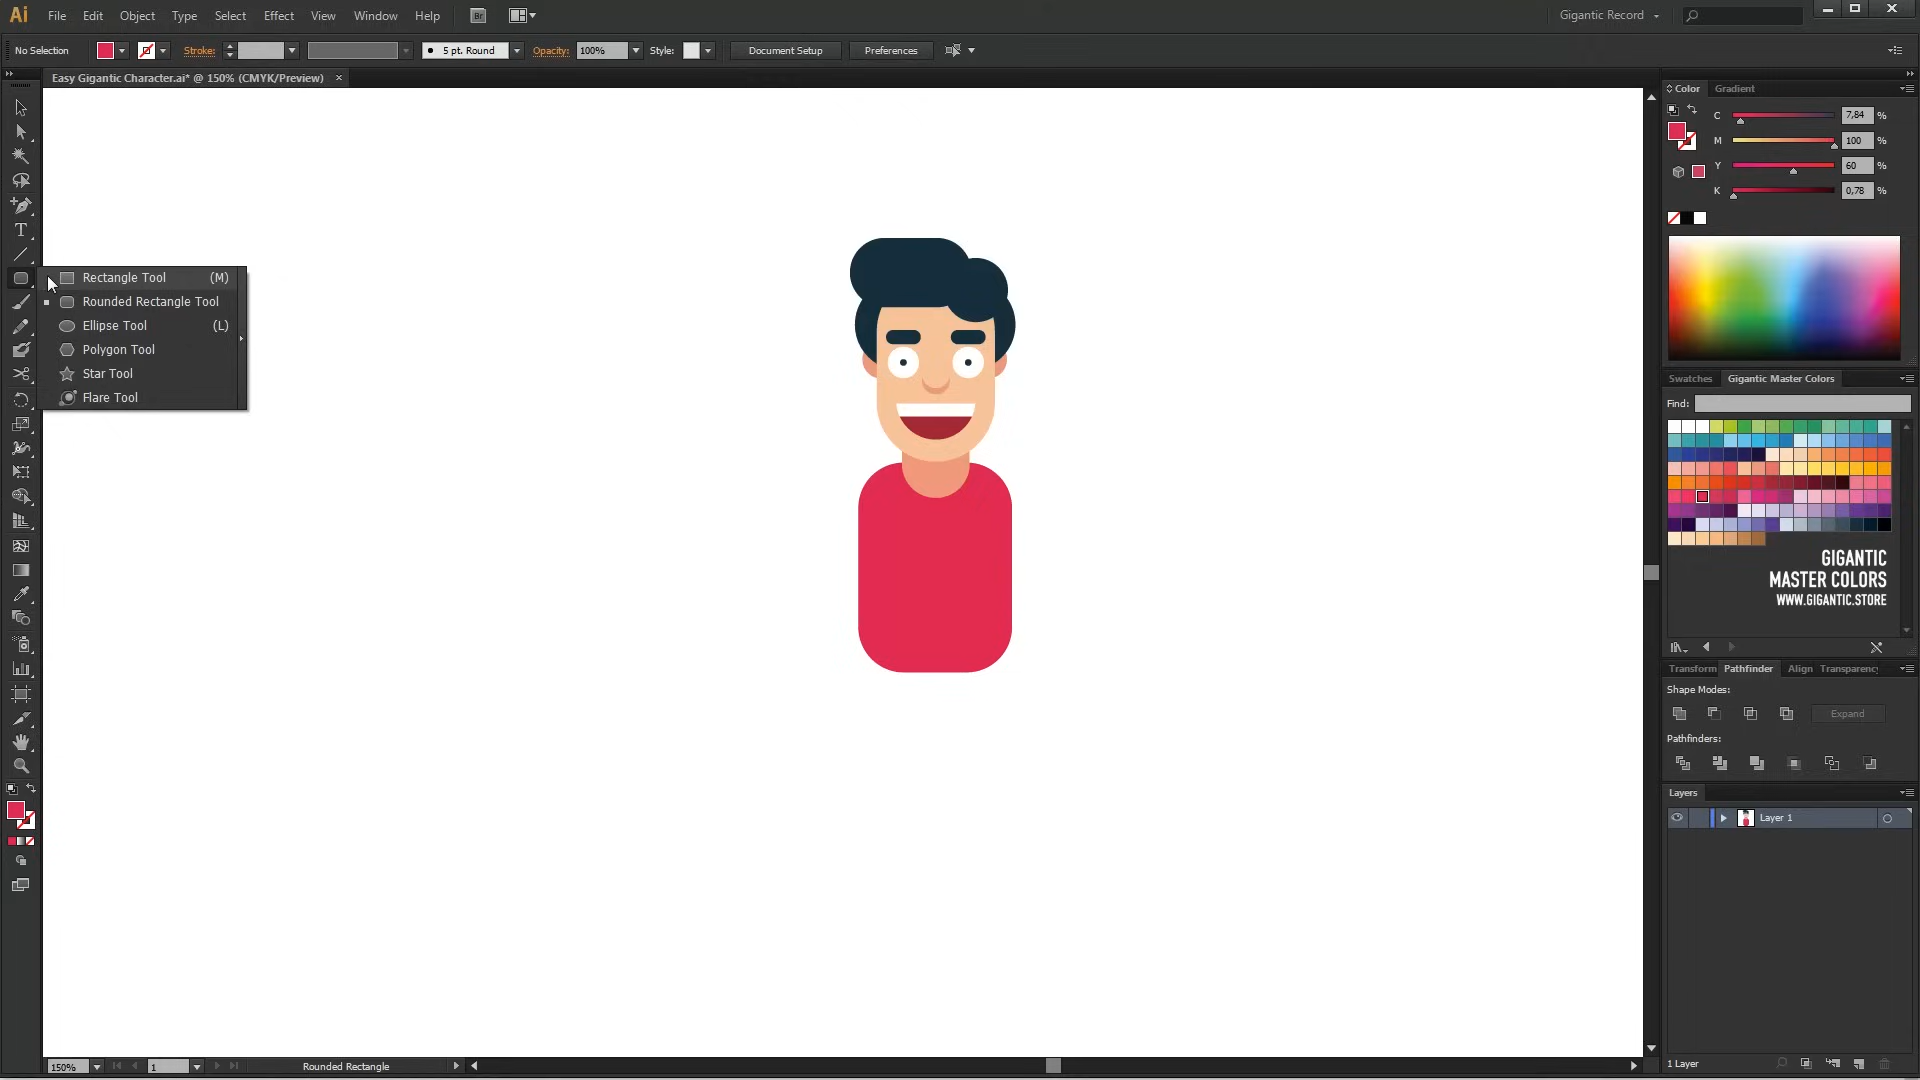 Ai File Edit Object Type Select Effect View Window Help Br Gigantic Record
No Selection Stroke: 5 pt. Round Opacity: 100% Style: Document Setup Preferences
Easy Gigantic Character.ai* @ 150% (CMYK/Preview) ×
Color Gradient
C 7,84 %
M 100 %
Y 60 %
K 0,78 %
T
Rectangle Tool (M)
Rounded Rectangle Tool
Ellipse Tool (L)
Polygon Tool
Star Tool
Flare Tool
Swatches Gigantic Master Colors
Find:
GIGANTIC
MASTER COLORS
WWW.GIGANTIC.STORE
Transform Pathfinder Align Transparency
Shape Modes:
Expand
Pathfinders:
Layers
Layer 1
150% 1 Rounded Rectangle 1 Layer